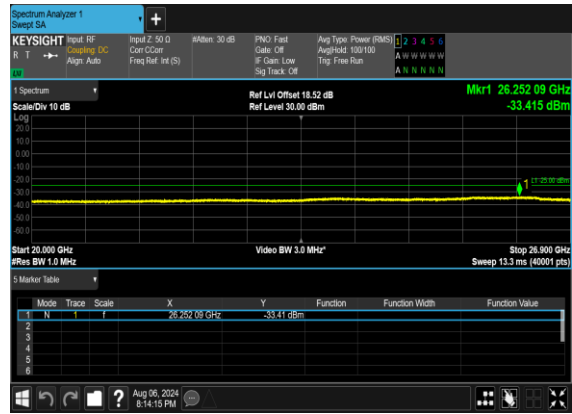 Spectrum Analyzer 1
Swept SA
KEYSIGHT Input: RF Input Z: 50 Ω #Atten: 30 dB PNO: Fast Avg Type: Power (RMS) 1 2 3 4 5 6
R T Coupling: DC Corr CCorr Gate: Off Avg|Hold: 100/100 A W W W W W
Align: Auto Freq Ref: Int (S) IF Gain: Low Trig: Free Run
Sig Track: Off A N N N N N
1 Spectrum Ref Lvl Offset 18.52 dB Mkr1 26.252 09 GHz
Scale/Div 10 dB Ref Level 30.00 dBm -33.415 dBm
Log
20.0
10.0
0.00
-10.0
-20.0
1 L1 -25.00 dBm
-30.0
-40.0
-50.0
-60.0
Start 20.000 GHz Video BW 3.0 MHz* Stop 26.900 GHz
#Res BW 1.0 MHz Sweep 13.3 ms (40001 pts)
5 Marker Table
Mode Trace Scale X Y Function Function Width Function Value
1 N 1 f 26.252 09 GHz -33.41 dBm
2
3
4
5
6
? Aug 06, 2024
8:14:15 PM